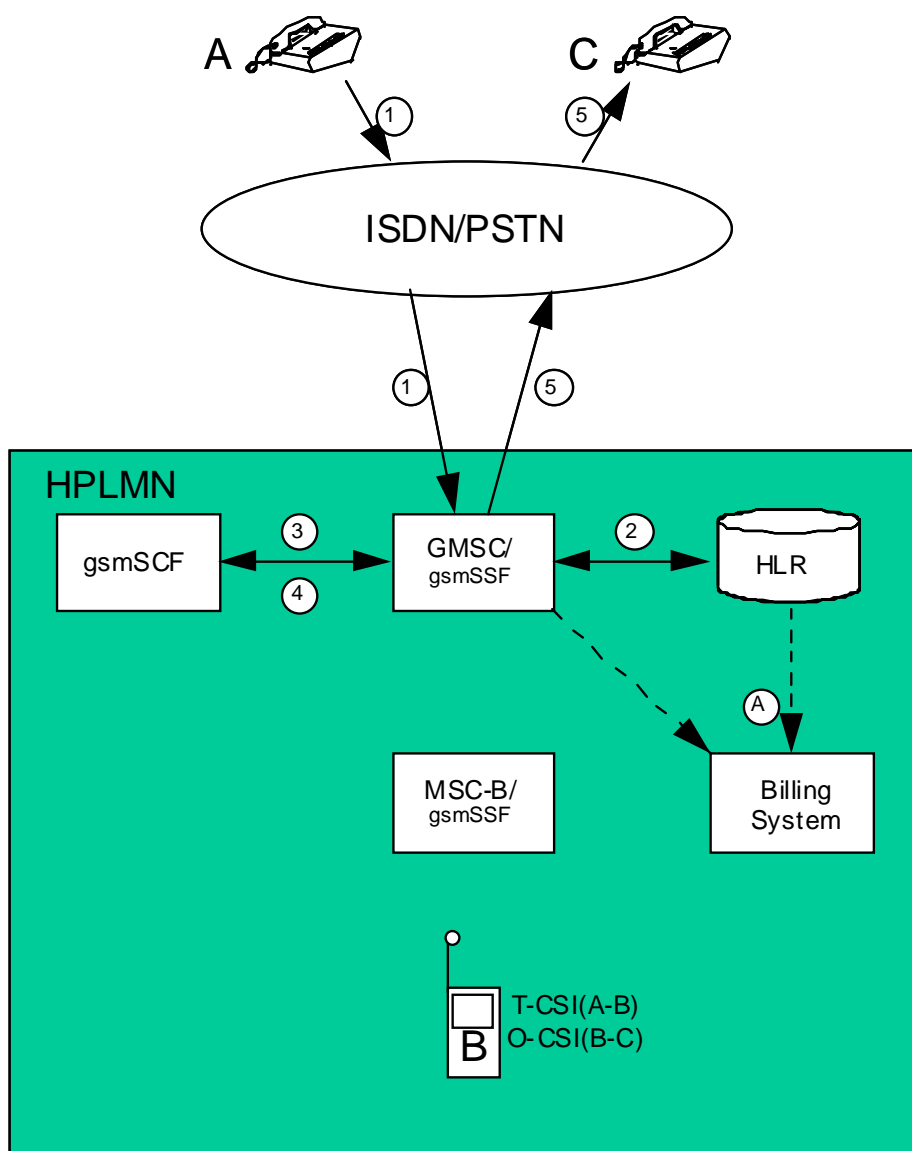 A
C
1
5
ISDN/PSTN
1
5
HPLMN
gsmSCF
3
4
GMSC/
gsmSSF
2
HLR
A
MSC-B/
gsmSSF
Billing
System
B
T-CSI(A-B)
O-CSI(B-C)